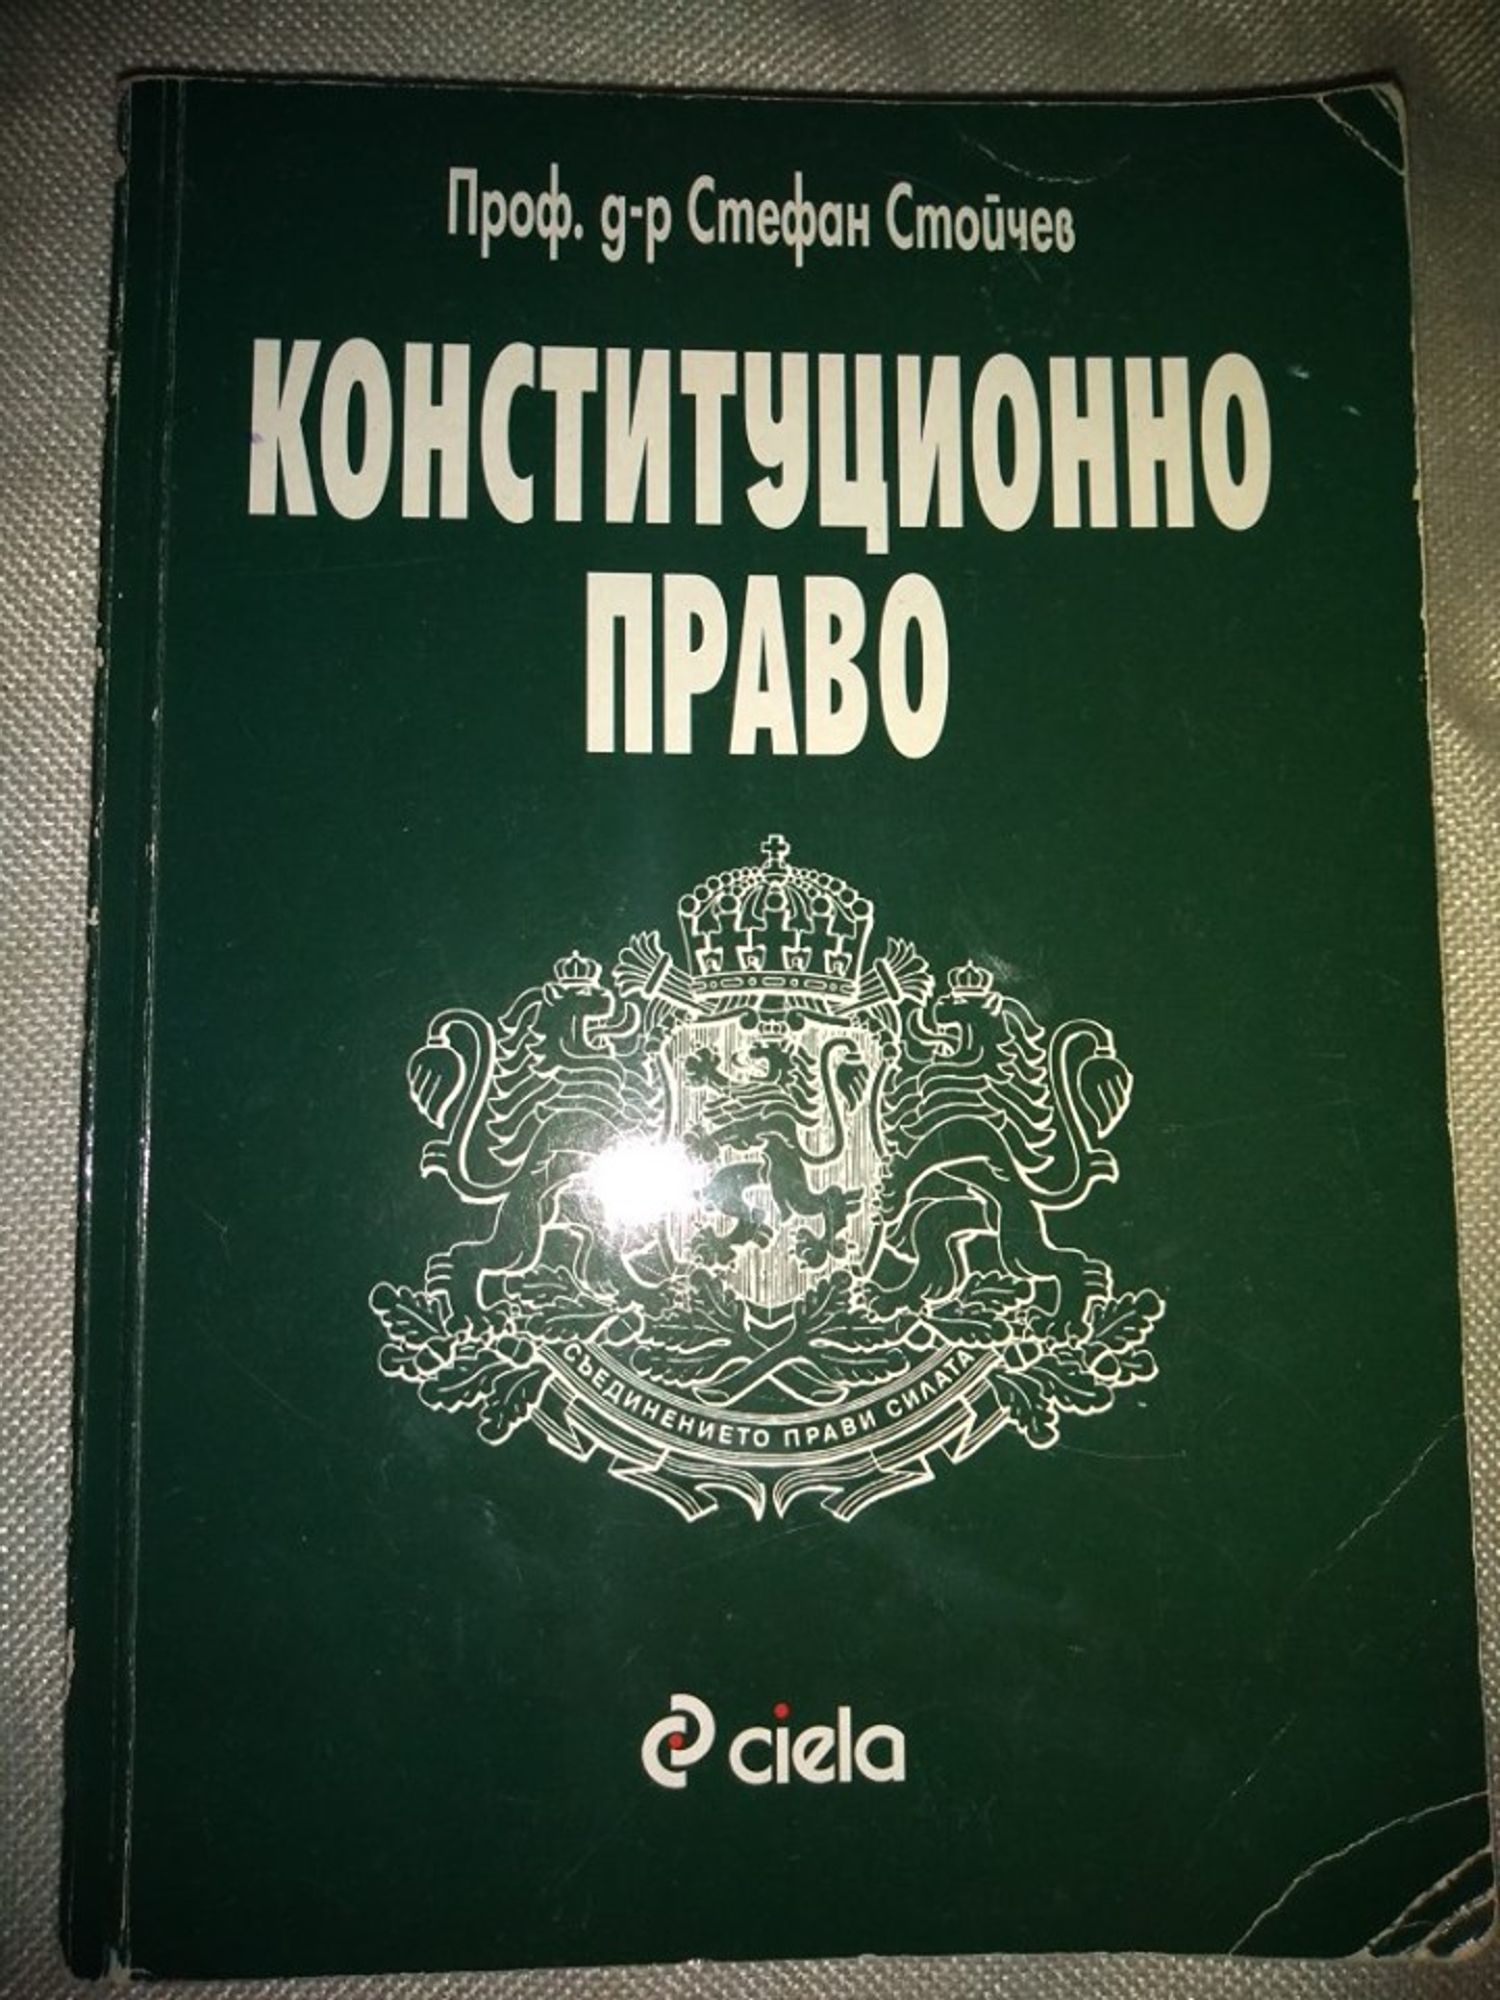 Проф. д-р Стефан Стойчев
КОНСТИТУЦИОННО
ПРАВО
СЪЕДИНЕНИЕТО ПРАВИ СИЛАТА
ciela